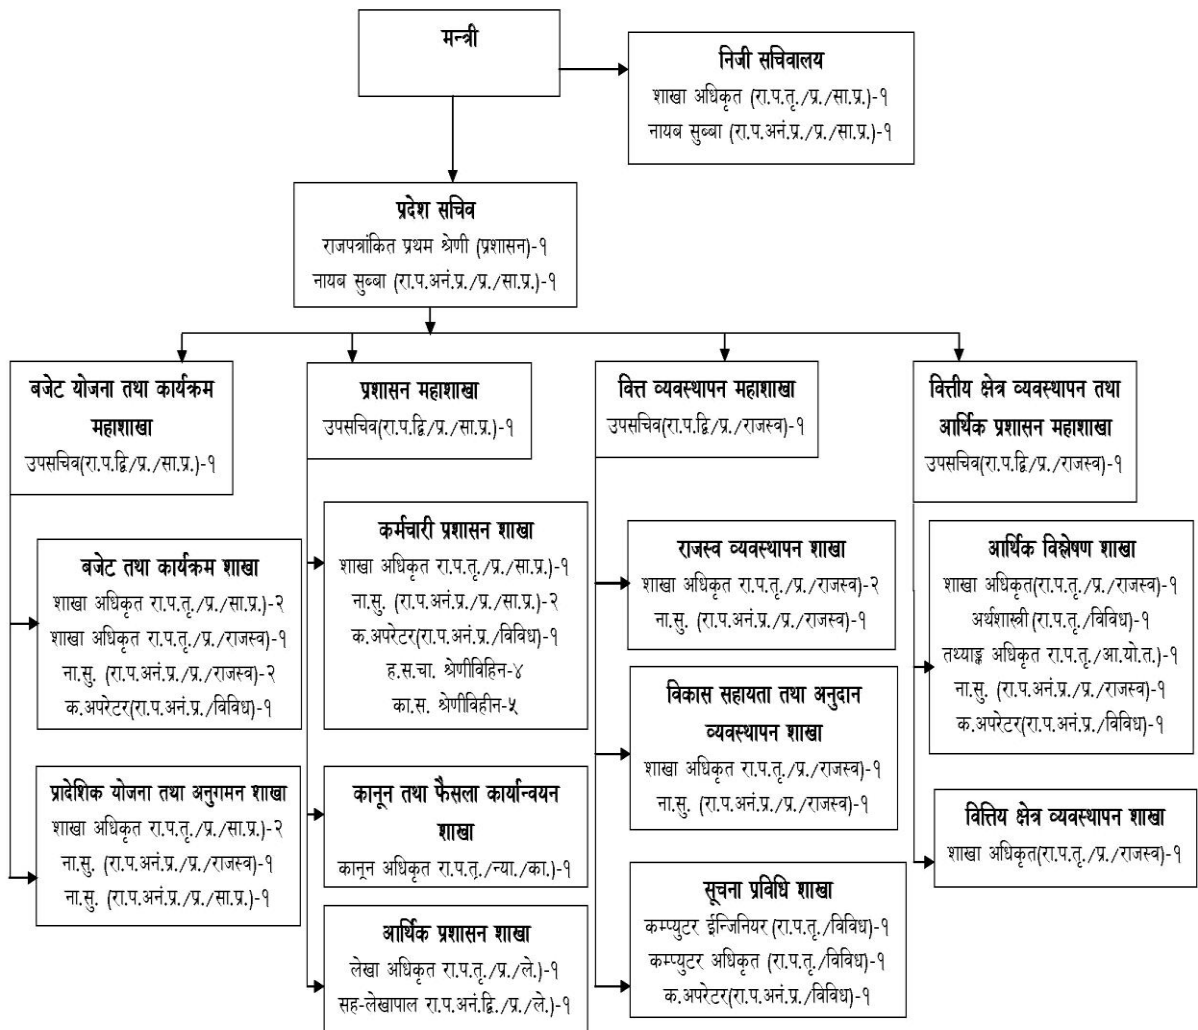 मन्त्री
निजी सचिवालय
शाखा अधिकृत (रा.प.तृ./प्र./सा.प्र.)-१
नायब सुब्बा (रा.प.अनं.प्र./प्र./सा.प्र.)-१
प्रदेश सचिव
राजपत्रांकित प्रथम श्रेणी (प्रशासन)-१
नायब सुब्बा (रा.प.अनं.प्र./प्र./सा.प्र.)-१
बजेट योजना तथा कार्यक्रम
महाशाखा
उपसचिव(रा.प.द्वि/प्र./सा.प्र.)-१
बजेट तथा कार्यक्रम शाखा
शाखा अधिकृत रा.प.तृ./प्र./सा.प्र.)-२
शाखा अधिकृत रा.प.तृ./प्र./राजस्व)-१
ना.सु. (रा.प.अनं.प्र./प्र./राजस्व)-२
क.अपरेटर(रा.प.अनं.प्र./विविध)-१
प्रादेशिक योजना तथा अनुगमन शाखा
शाखा अधिकृत रा.प.तृ./प्र./सा.प्र.)-२
ना.सु. (रा.प.अनं.प्र./प्र./राजस्व)-१
ना.सु. (रा.प.अनं.प्र./प्र./सा.प्र.)-१
प्रशासन महाशाखा
उपसचिव(रा.प.द्वि/प्र./सा.प्र.)-१
कर्मचारी प्रशासन शाखा
शाखा अधिकृत रा.प.तृ./प्र./सा.प्र.)-१
ना.सु. (रा.प.अनं.प्र./प्र./सा.प्र.)-२
क.अपरेटर(रा.प.अनं.प्र./विविध)-१
ह.स.चा. श्रेणीविहिन-४
का.स. श्रेणीविहीन-५
कानून तथा फैसला कार्यान्वयन
शाखा
कानून अधिकृत रा.प.तृ./न्या./का.)-१
आर्थिक प्रशासन शाखा
लेखा अधिकृत रा.प.तृ./प्र./ले.)-१
सह-लेखापाल रा.प.अनं.द्वि./प्र./ले.)-१
वित्त व्यवस्थापन महाशाखा
उपसचिव(रा.प.द्वि/प्र./राजस्व)-१
राजस्व व्यवस्थापन शाखा
शाखा अधिकृत रा.प.तृ./प्र./राजस्व)-२
ना.सु. (रा.प.अनं.प्र./प्र./राजस्व)-१
विकास सहायता तथा अनुदान
व्यवस्थापन शाखा
शाखा अधिकृत रा.प.तृ./प्र./राजस्व)-१
ना.सु. (रा.प.अनं.प्र./प्र./राजस्व)-१
सूचना प्रविधि शाखा
कम्प्युटर ईन्जिनियर (रा.प.तृ./विविध)-१
कम्प्युटर अधिकृत (रा.प.तृ./विविध)-१
क.अपरेटर(रा.प.अनं.प्र./विविध)-१
वित्तीय क्षेत्र व्यवस्थापन तथा
आर्थिक प्रशासन महाशाखा
उपसचिव(रा.प.द्वि/प्र./राजस्व)-१
आर्थिक विश्लेषण शाखा
शाखा अधिकृत(रा.प.तृ./प्र./राजस्व)-१
अर्थशास्त्री (रा.प.तृ./विविध)-१
तथ्याङ्क अधिकृत रा.प.तृ./आ.यो.त.)-१
ना.सु. (रा.प.अनं.प्र./प्र./राजस्व)-१
क.अपरेटर(रा.प.अनं.प्र./विविध)-१
वित्तिय क्षेत्र व्यवस्थापन शाखा
शाखा अधिकृत(रा.प.तृ./प्र./राजस्व)-१